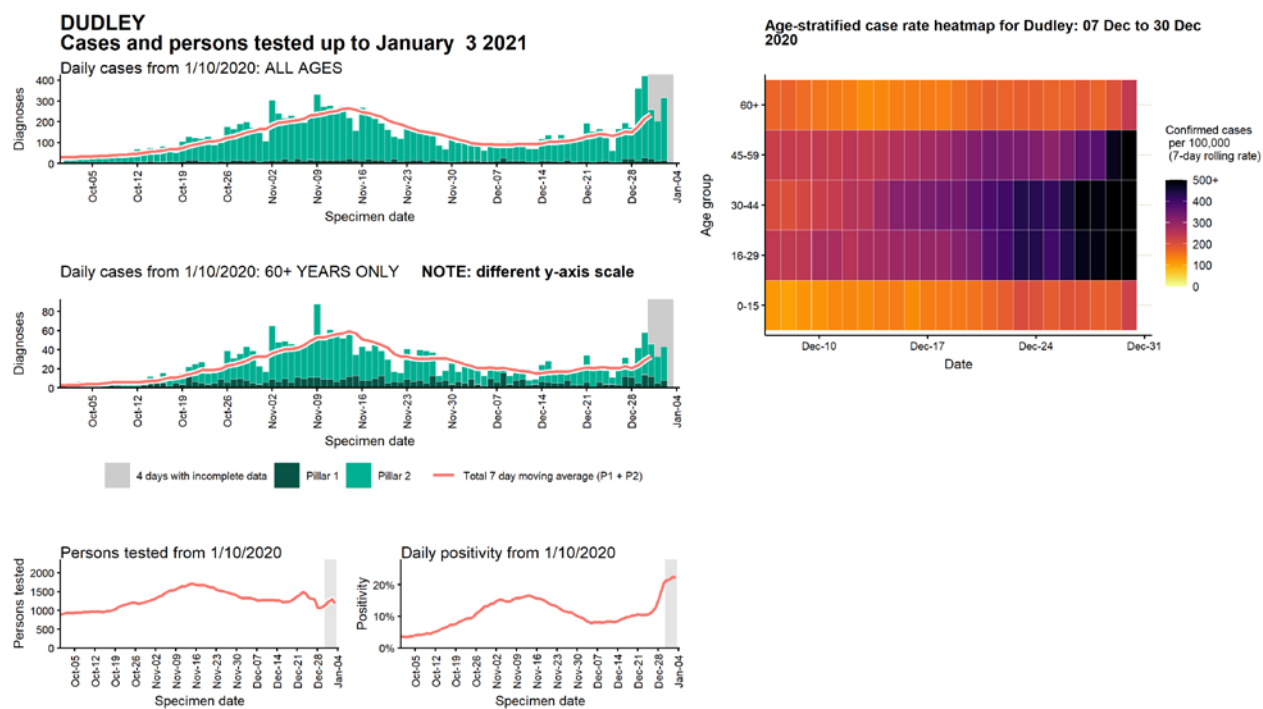 DUDLEY
Cases and persons tested up to January 3 2021
Daily cases from 1/10/2020: ALL AGES
Diagnoses
400
300
200
100
0
Oct-05
Oct-12
Oct-19
Oct-26
Nov-02
Nov-09
Nov-16
Nov-23
Nov-30
Dec-07
Dec-14
Dec-21
Dec-28
Jan-04
Specimen date
Daily cases from 1/10/2020: 60+ YEARS ONLY NOTE: different y-axis scale
Diagnoses
80
60
40
20
0
Oct-05
Oct-12
Oct-19
Oct-26
Nov-02
Nov-09
Nov-16
Nov-23
Nov-30
Dec-07
Dec-14
Dec-21
Dec-28
Jan-04
Specimen date
4 days with incomplete data
Pillar 1
Pillar 2
Total 7 day moving average (P1 + P2)
Persons tested from 1/10/2020
Persons tested
2000
1500
1000
500
0
Oct-05
Oct-12
Oct-19
Oct-26
Nov-02
Nov-09
Nov-16
Nov-23
Nov-30
Dec-07
Dec-14
Dec-21
Dec-28
Jan-04
Specimen date
Daily positivity from 1/10/2020
Positivity
20%
10%
0%
Oct-05
Oct-12
Oct-19
Oct-26
Nov-02
Nov-09
Nov-16
Nov-23
Nov-30
Dec-07
Dec-14
Dec-21
Dec-28
Jan-04
Specimen date
Age-stratified case rate heatmap for Dudley: 07 Dec to 30 Dec
2020
Age group
60+
45-59
30-44
16-29
0-15
Dec-10
Dec-17
Dec-24
Dec-31
Date
Confirmed cases
per 100,000
(7-day rolling rate)
500+
400
300
200
100
0